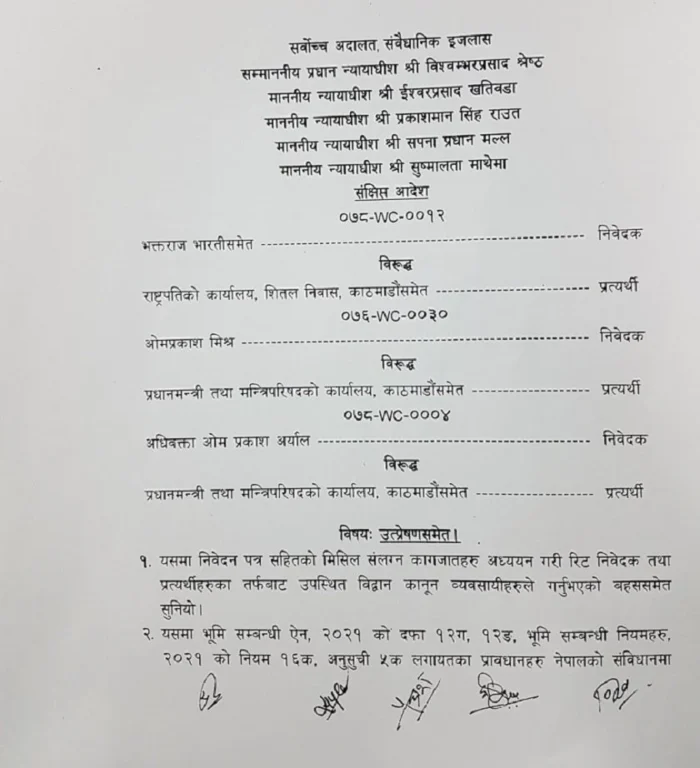 सर्वोच्च अदालत, संवैधानिक इजलास
सम्माननीय प्रधान न्यायाधीश श्री विश्वम्भरप्रसाद श्रेष्ठ
माननीय न्यायाधीश श्री ईश्वरप्रसाद खतिवडा
माननीय न्यायाधीश श्री प्रकाशमान सिंह राउत
माननीय न्यायाधीश श्री सपना प्रधान मल्ल
माननीय न्यायाधीश श्री सुष्मालता माथेमा
संक्षिप्त आदेश
०७८-WC-००१२
भक्तराज भारतीसमेत ------------------------------------------------ निवेदक
विरूद्ध
राष्ट्रपतिको कार्यालय, शितल निवास, काठमाडौंसमेत ---------------------- प्रत्यर्थी
०७६-WC-००३०
ओमप्रकाश मिश्र --------------------------------------------------- निवेदक
विरूद्ध
प्रधानमन्त्री तथा मन्त्रिपरिषदको कार्यालय, काठमाडौंसमेत ----------------- प्रत्यर्थी
०७८-WC-०००४
अधिवक्ता ओम प्रकाश अर्याल ---------------------------------------- निवेदक
विरूद्ध
प्रधानमन्त्री तथा मन्त्रिपरिषदको कार्यालय, काठमाडौंसमेत ----------------- प्रत्यर्थी
विषयः उत्प्रेषणसमेत।
१. यसमा निवेदन पत्र सहितको मिसिल संलग्न कागजातहरु अध्ययन गरी रिट निवेदक तथा
प्रत्यर्थीहरुका तर्फबाट उपस्थित विद्वान कानून व्यवसायीहरुले गर्नुभएको बहससमेत
सुनियो।
२. यसमा भूमि सम्बन्धी ऐन, २०२१ को दफा १२ग, १२ड, भूमि सम्बन्धी नियमहरु,
२०२१ को नियम १६क, अनुसुची ५क लगायतका प्रावधानहरु नेपालको संविधानमा